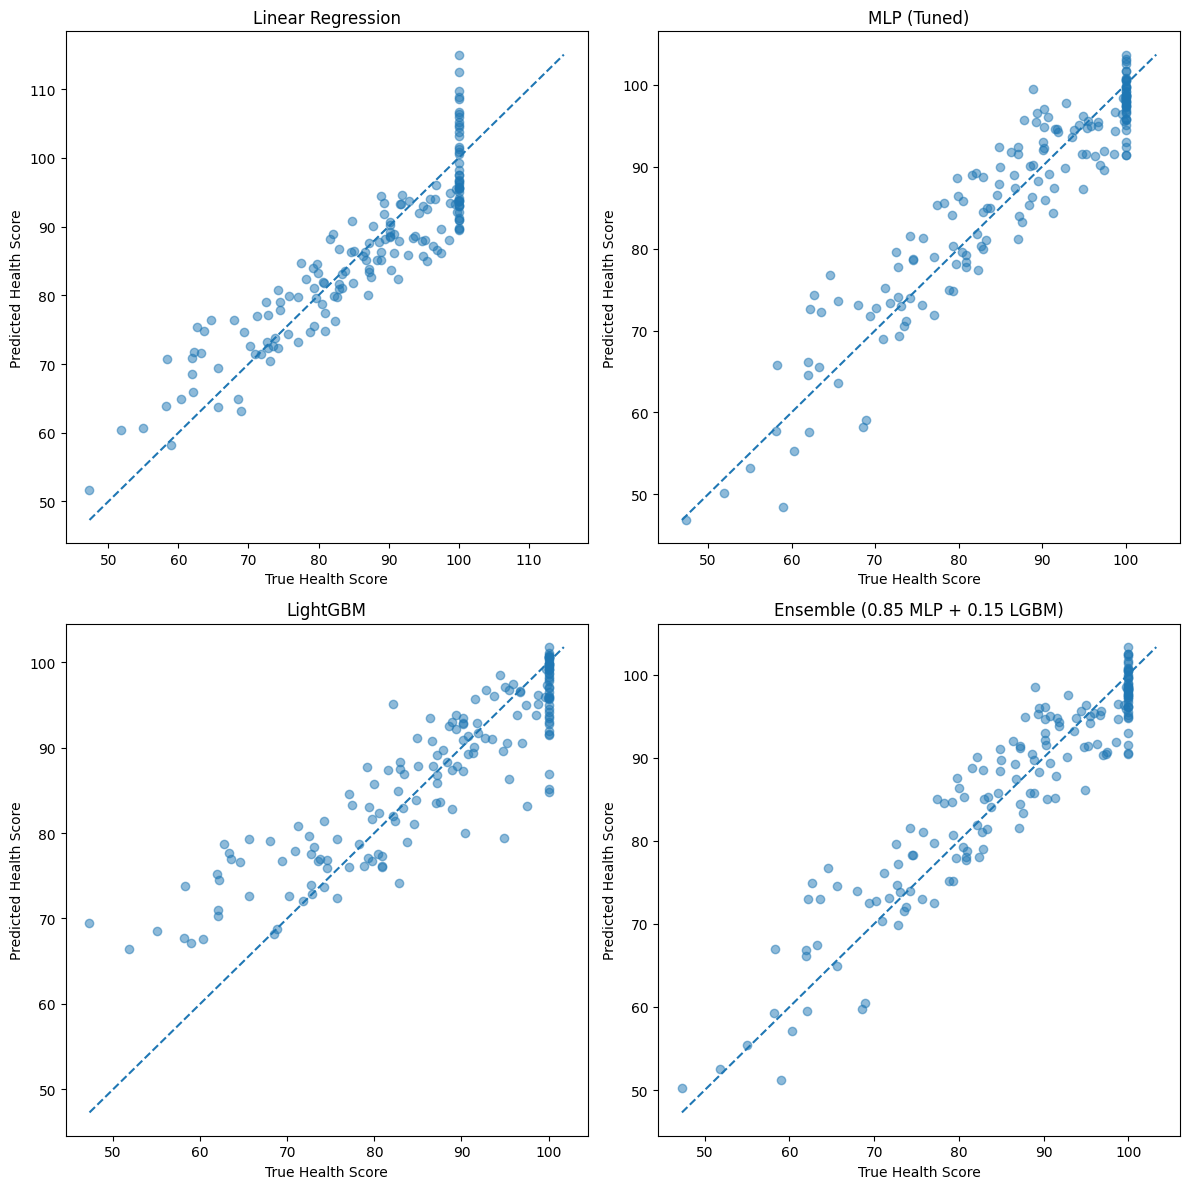 Linear Regression
Predicted Health Score
110
100
90
80
70
60
50
50 60 70 80 90 100 110
True Health Score
MLP (Tuned)
Predicted Health Score
100
90
80
70
60
50
50 60 70 80 90 100
True Health Score
LightGBM
Predicted Health Score
100
90
80
70
60
50
50 60 70 80 90 100
True Health Score
Ensemble (0.85 MLP + 0.15 LGBM)
Predicted Health Score
100
90
80
70
60
50
50 60 70 80 90 100
True Health Score